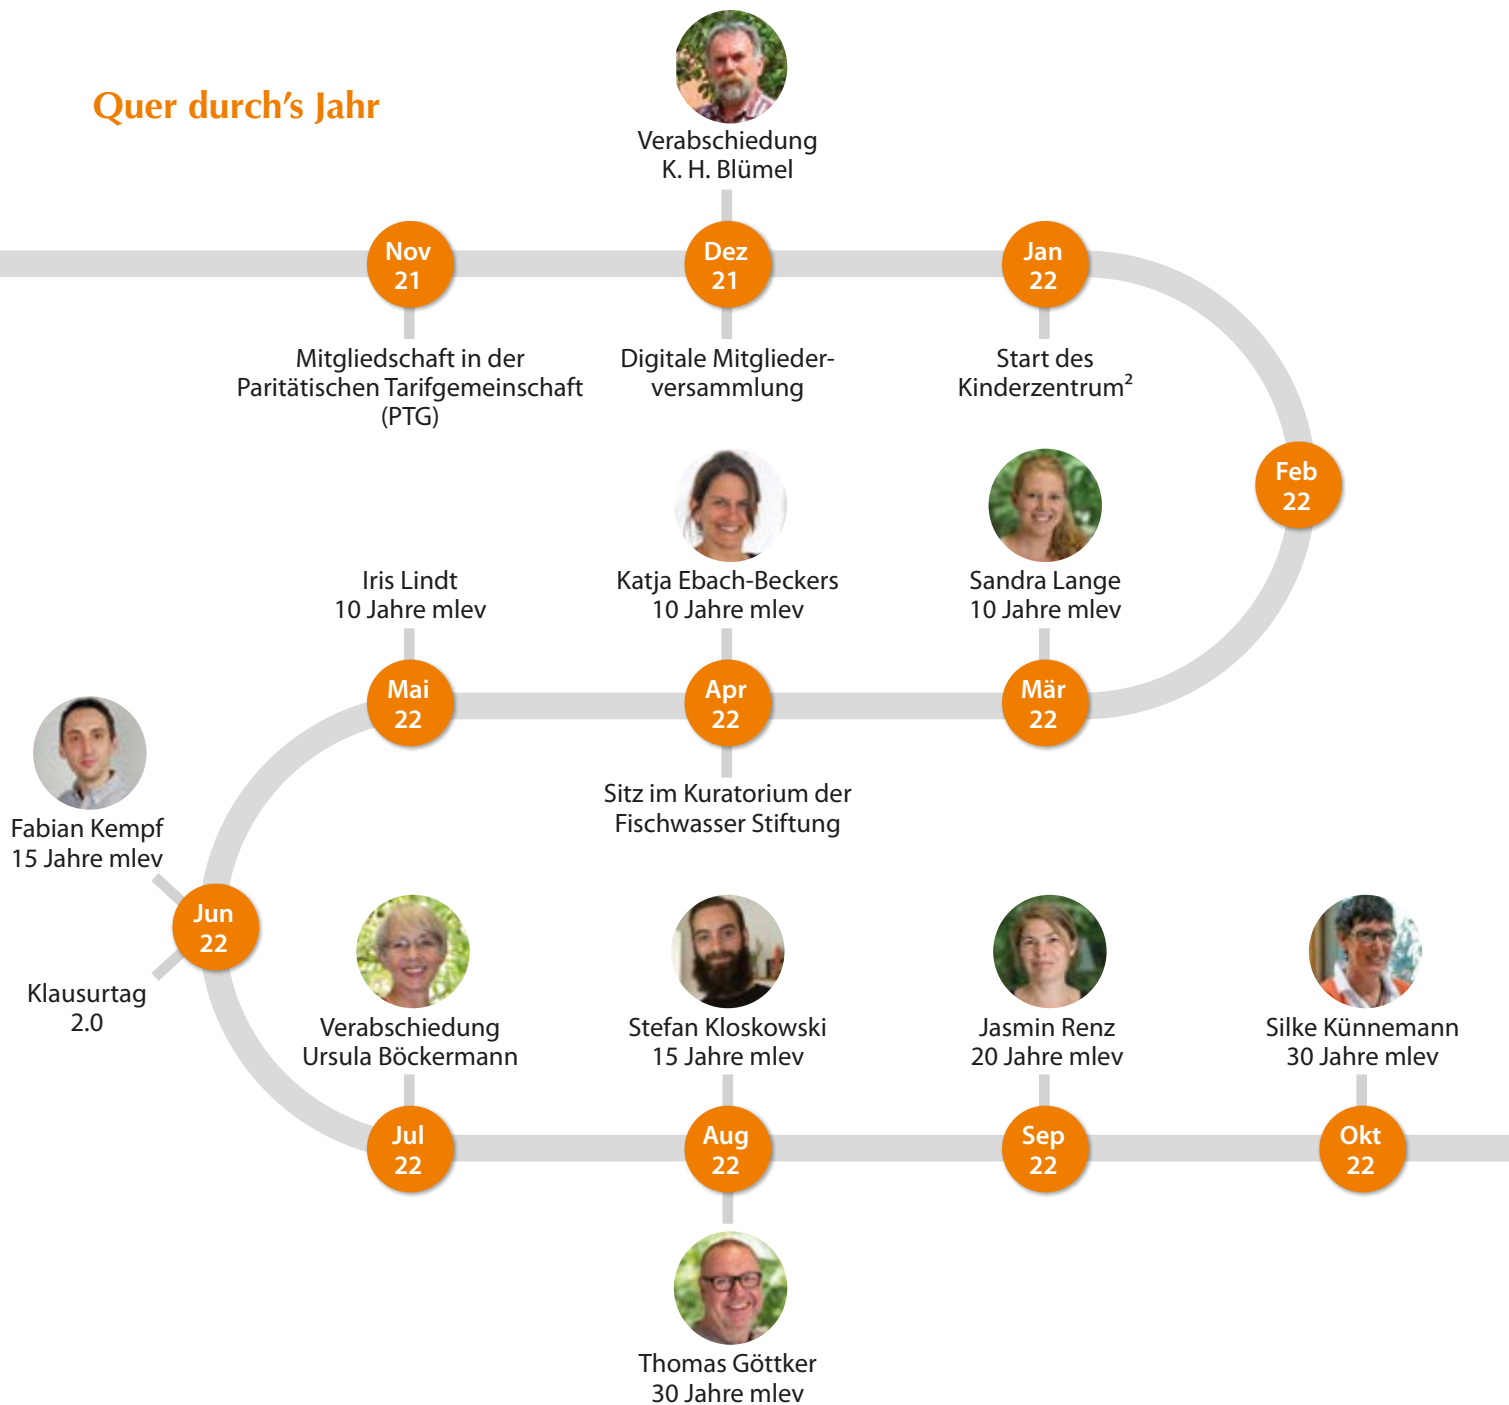 Quer durch’s Jahr
Verabschiedung
K. H. Blümel
Nov
21
Dez
21
Jan
22
Mitgliedschaft in der
Paritätischen Tarifgemeinschaft
(PTG)
Digitale Mitglieder-
versammlung
Start des
Kinderzentrum²
Feb
22
Iris Lindt
10 Jahre mlev
Katja Ebach-Beckers
10 Jahre mlev
Sandra Lange
10 Jahre mlev
Mai
22
Apr
22
Mär
22
Sitz im Kuratorium der
Fischwasser Stiftung
Fabian Kempf
15 Jahre mlev
Jun
22
Klausurtag
2.0
Verabschiedung
Ursula Böckermann
Stefan Kloskowski
15 Jahre mlev
Jasmin Renz
20 Jahre mlev
Silke Künnemann
30 Jahre mlev
Jul
22
Aug
22
Sep
22
Okt
22
Thomas Göttker
30 Jahre mlev